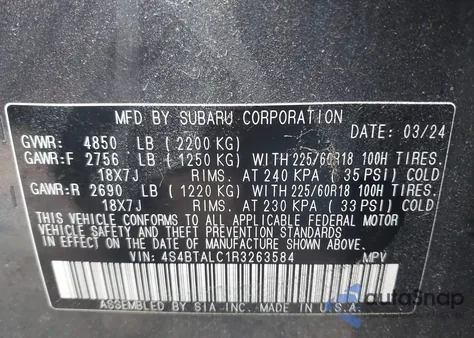 MFD BY SUBARU CORPORATION
GVWR: 4850 LB (2200 KG) DATE: 03/24
GAWR:F 2756 LB (1250 KG) WITH 225/60R18 100H TIRES.
18X7J RIMS. AT 240 KPA (35 PSI) COLD
GAWR:R 2690 LB (1220 KG) WITH 225/60R18 100H TIRES.
18X7J RIMS. AT 230 KPA (33 PSI) COLD
THIS VEHICLE CONFORMS TO ALL APPLICABLE FEDERAL MOTOR
VEHICLE SAFETY AND THEFT PREVENTION STANDARDS IN EFFECT
ON THE DATE OF MANUFACTURE SHOWN ABOVE.
VIN: 4S4BTALC1R3263584 MPV
ASSEMBLED BY SIA INC. MADE IN U.S.A.
autoSnap